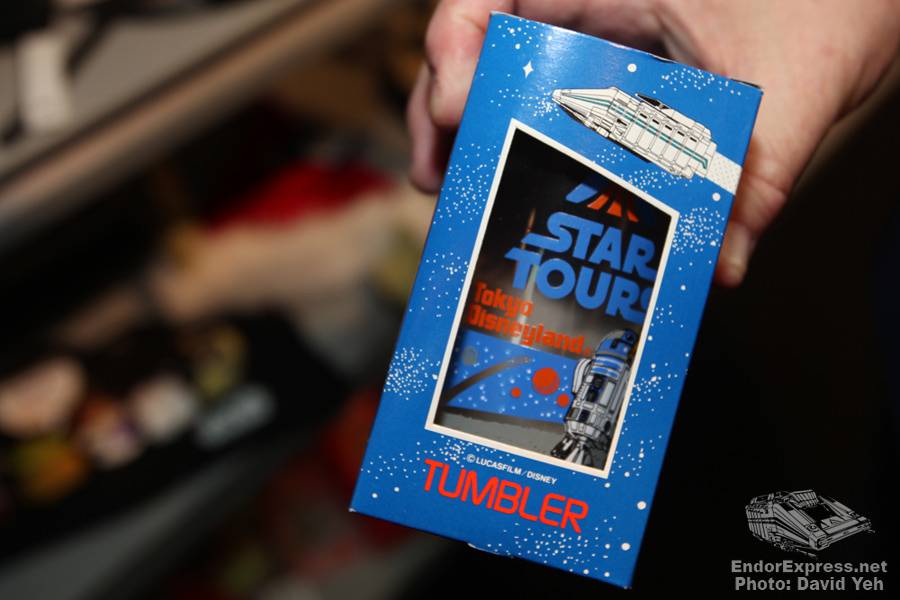 STAR
TOURS
Tokyo
Disneyland.
© LUCASFILM / DISNEY
TUMBLER
EndorExpress.net
Photo: David Yeh